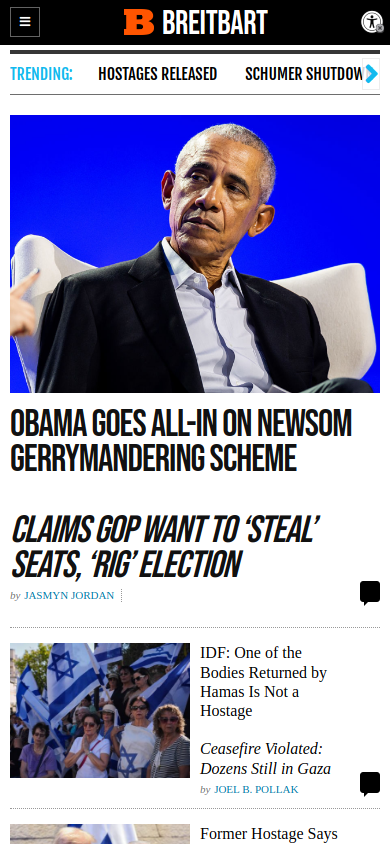 B BREITBART
TRENDING:
HOSTAGES RELEASED
SCHUMER SHUTDOW
OBAMA GOES ALL-IN ON NEWSOM
GERRYMANDERING SCHEME
CLAIMS GOP WANT TO ‘STEAL’
SEATS, ‘RIG’ ELECTION
by JASMYN JORDAN
IDF: One of the
Bodies Returned by
Hamas Is Not a
Hostage
Ceasefire Violated:
Dozens Still in Gaza
by JOEL B. POLLAK
Former Hostage Says